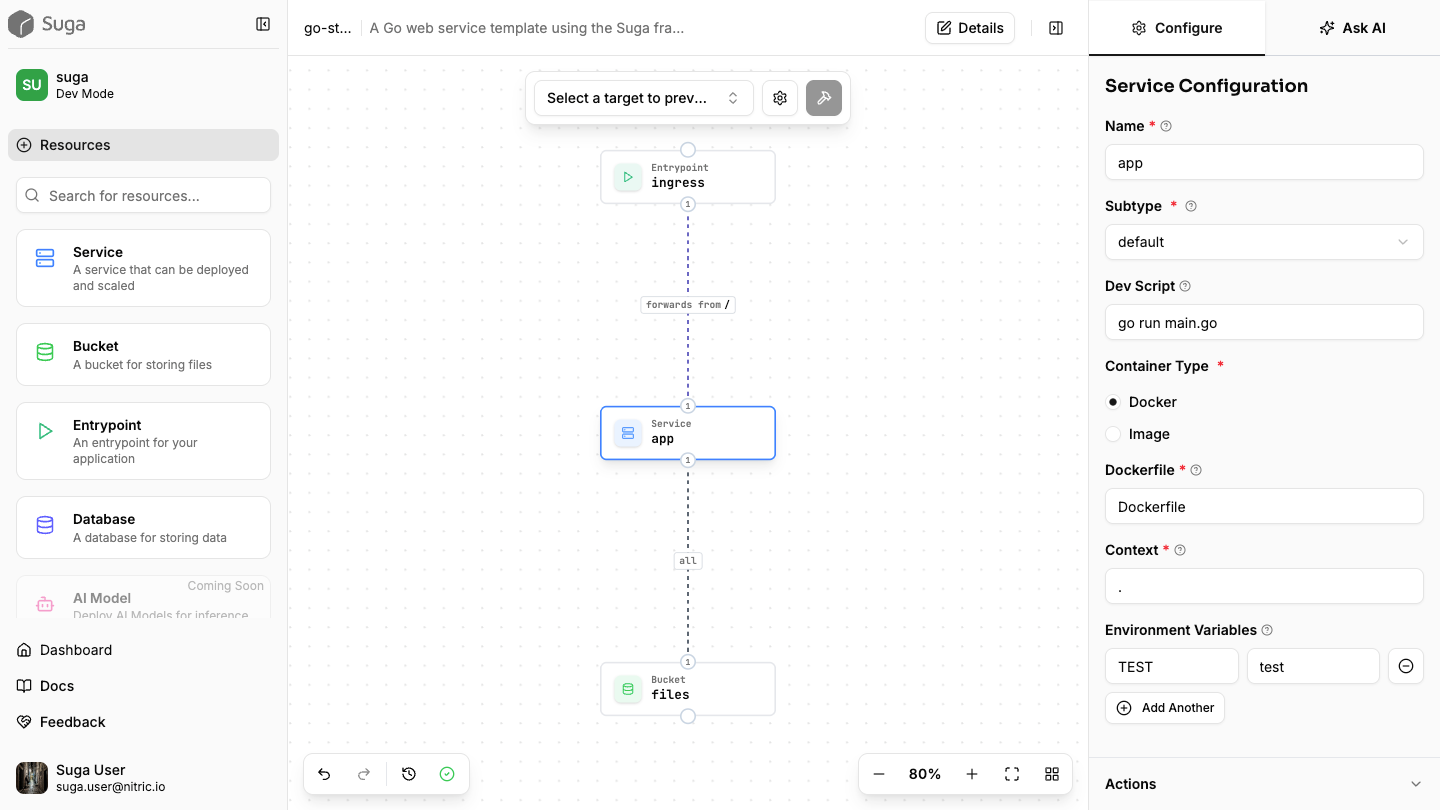 Suga
SU
suga
Dev Mode
Resources
Search for resources...
Service
A service that can be deployed
and scaled
Bucket
A bucket for storing files
Entrypoint
An entrypoint for your
application
Database
A database for storing data
Coming Soon
AI Model
Deploy AI Models for inference
Dashboard
Docs
Feedback
Suga User
suga.user@nitric.io
go-st...
A Go web service template using the Suga fra...
Details
Select a target to prev...
Entrypoint
ingress
1
forwards from /
1
Service
app
1
all
1
Bucket
files
80%
Configure
Ask AI
Service Configuration
Name *
app
Subtype *
default
Dev Script
go run main.go
Container Type *
Docker
Image
Dockerfile *
Dockerfile
Context *
.
Environment Variables
TEST test
Add Another
Actions